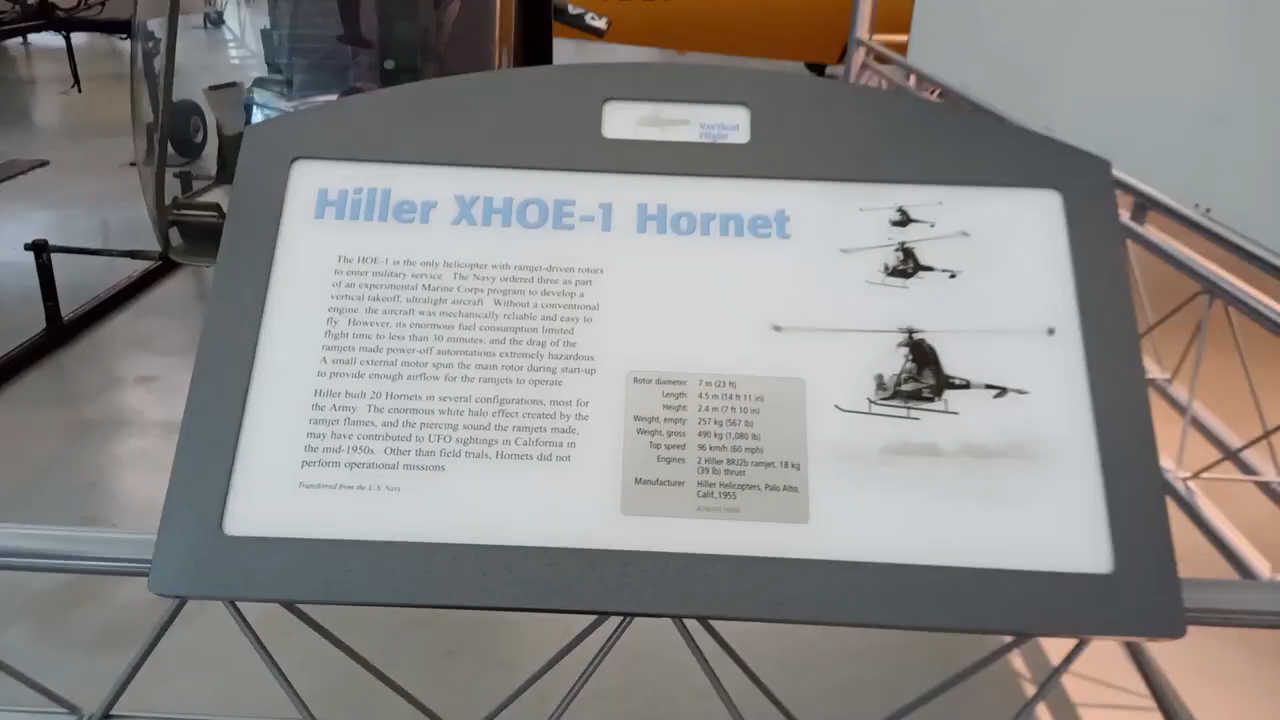 Vertical
Flight
Hiller XHOE-1 Hornet
The HOE-1 is the only helicopter with ramjet-driven rotors
to enter military service. The Navy ordered three as part
of an experimental Marine Corps program to develop a
vertical takeoff, ultralight aircraft. Without a conventional
engine, the aircraft was mechanically reliable and easy to
fly. However, its enormous fuel consumption limited
flight time to less than 30 minutes, and the drag of the
ramjets made power-off autorotations extremely hazardous.
A small external motor spun the main rotor during start-up
to provide enough airflow for the ramjets to operate
Hiller built 20 Hornets in several configurations, most for
the Army. The enormous white halo effect created by the
ramjet flames, and the piercing sound the ramjets made,
may have contributed to UFO sightings in California in
the mid-1950s. Other than field trials, Hornets did not
perform operational missions.
Transferred from the U.S. Navy
Rotor diameter: 7 m (23 ft)
Length: 4.5 m (14 ft 11 in)
Height: 2.4 m (7 ft 10 in)
Weight, empty: 257 kg (567 lb)
Weight, gross 490 kg (1,080 lb)
Top speed: 96 km/h (60 mph)
Engines: 2 Hiller 8RJ2b ramjet, 18 kg
(39 lb) thrust
Manufacturer Hiller Helicopters, Palo Alto,
Calif.,1955